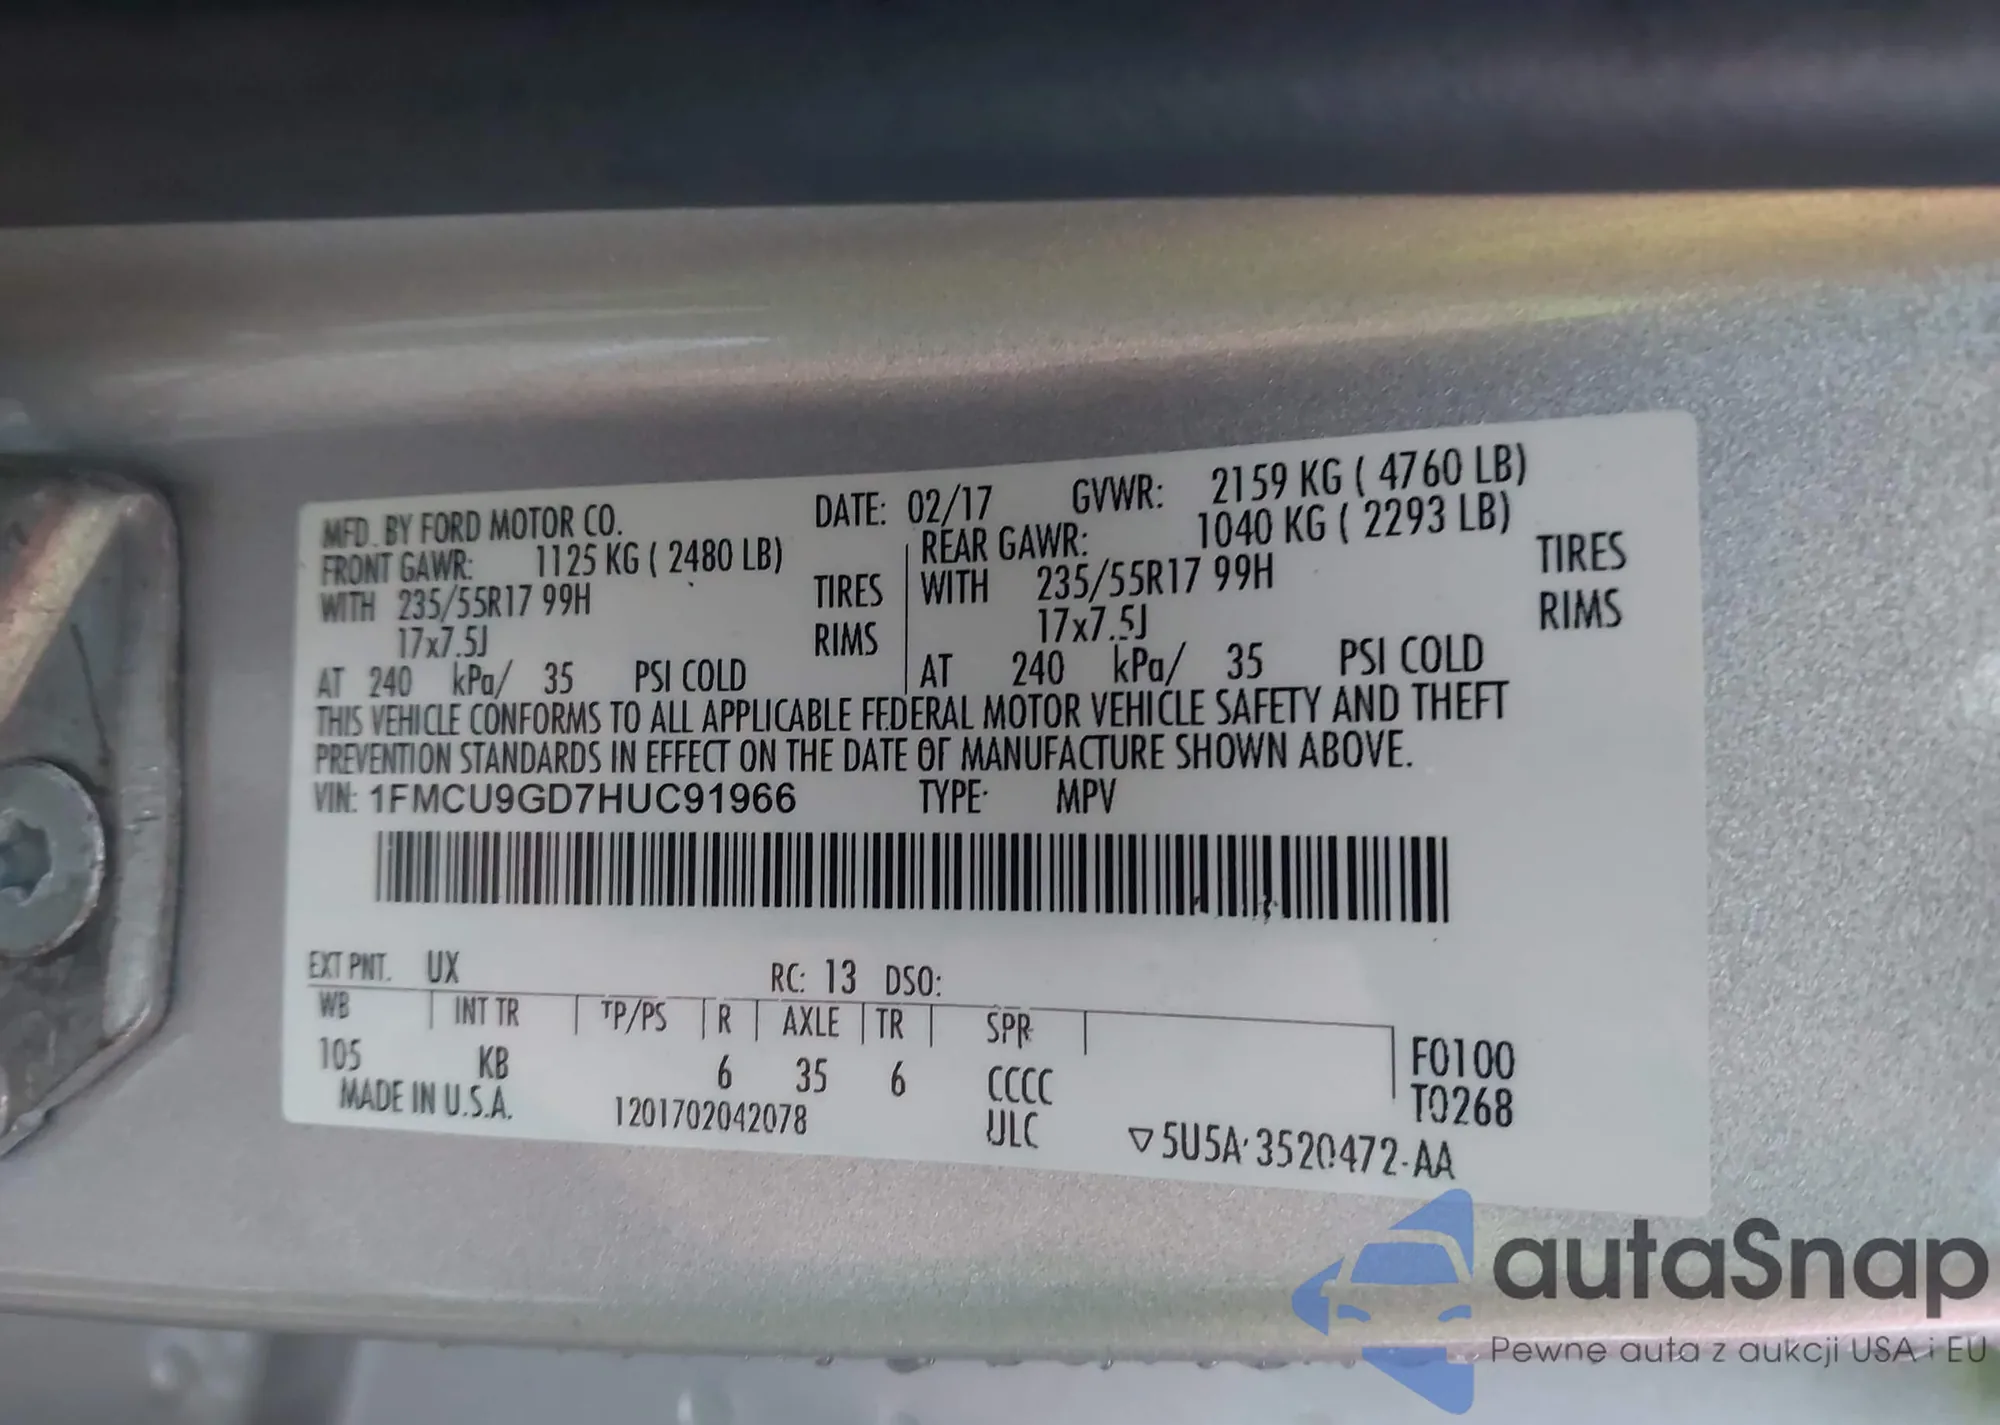 MFD. BY FORD MOTOR CO. DATE: 02/17 GVWR: 2159 KG ( 4760 LB)
FRONT GAWR: 1125 KG ( 2480 LB) REAR GAWR: 1040 KG ( 2293 LB)
WITH 235/55R17 99H TIRES WITH 235/55R17 99H TIRES
17x7.5J RIMS 17x7.5J RIMS
AT 240 kPa/ 35 PSI COLD AT 240 kPa/ 35 PSI COLD
THIS VEHICLE CONFORMS TO ALL APPLICABLE FEDERAL MOTOR VEHICLE SAFETY AND THEFT
PREVENTION STANDARDS IN EFFECT ON THE DATE OF MANUFACTURE SHOWN ABOVE.
VIN: 1FMCU9GD7HUC91966 TYPE: MPV
EXT PNT. UX RC: 13 DSO:
WB INT TR TP/PS R AXLE TR SPR
105 KB 6 35 6 CCCC F0100
MADE IN U.S.A. 1201702042078 ULC T0268
▽5U5A-3520472-AA
autaSnap
Pewne auta z aukcji USA i EU